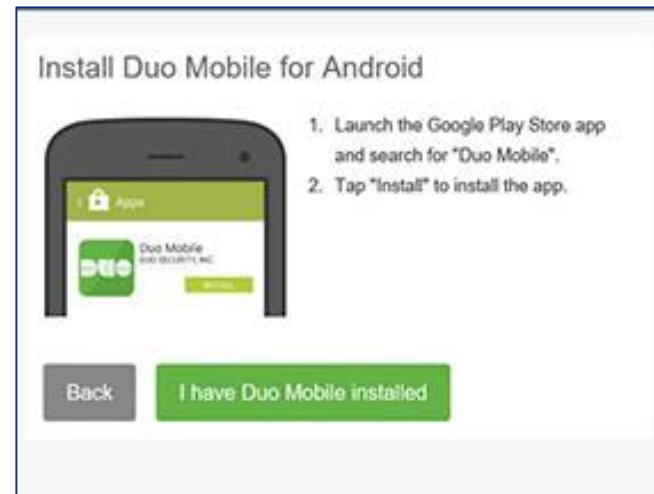 Install Duo Mobile for Android
1. Launch the Google Play Store app
and search for "Duo Mobile".
2. Tap "Install" to install the app.
Apps
Duo Mobile
DUO SECURITY, INC.
DUO
INSTALL
Back
I have Duo Mobile installed